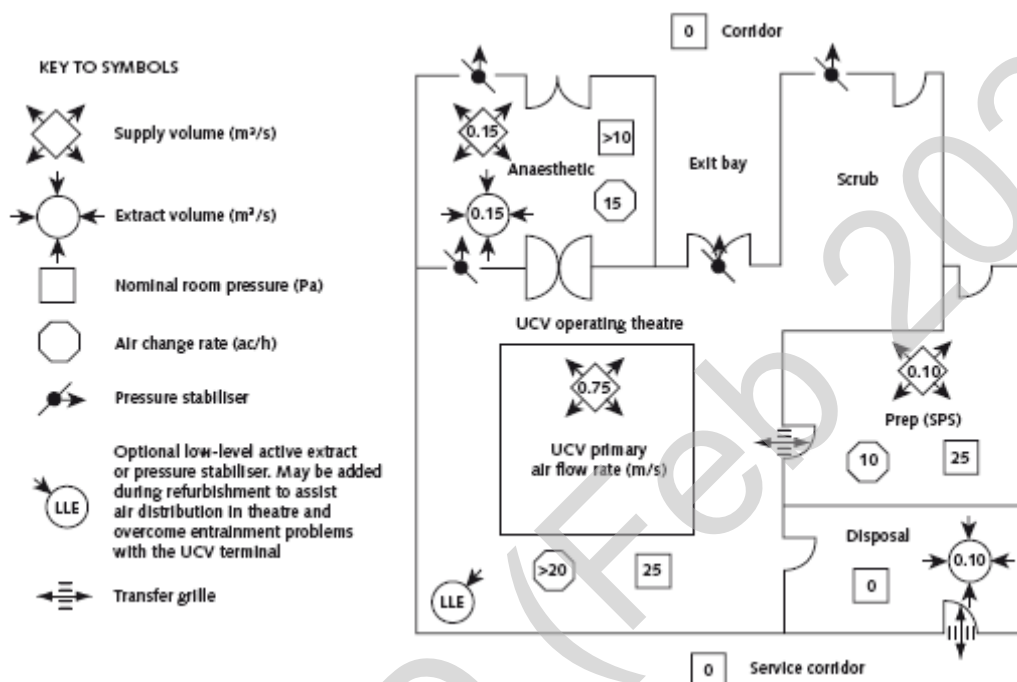 KEY TO SYMBOLS
Supply volume (m³/s)
Extract volume (m³/s)
Nominal room pressure (Pa)
Air change rate (ac/h)
Pressure stabiliser
Optional low-level active extract
or pressure stabiliser. May be added
during refurbishment to assist
air distribution in theatre and
overcome entrainment problems
with the UCV terminal
LLE
Transfer grille
0 Corridor
0.15
>10
Anaesthetic
0.15
15
Exit bay
Scrub
UCV operating theatre
0.75
UCV primary
air flow rate (m/s)
>20
25
LLE
0.10
Prep (SPS)
10
25
Disposal
0.10
0
0 Service corridor
(Feb 202